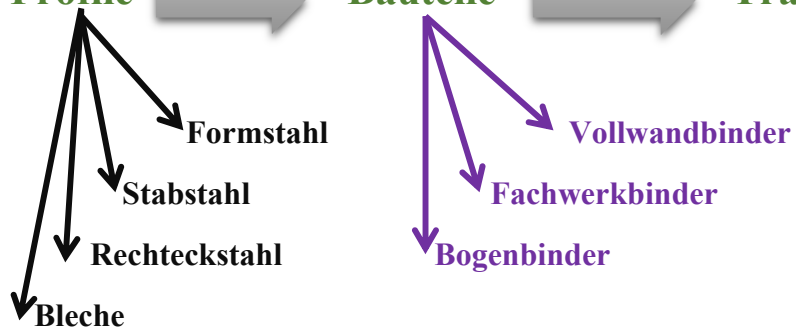 Profile Bauteile
Formstahl
Vollwandbinder
Stabstahl
Fachwerkbinder
Rechteckstahl
Bogenbinder
Bleche